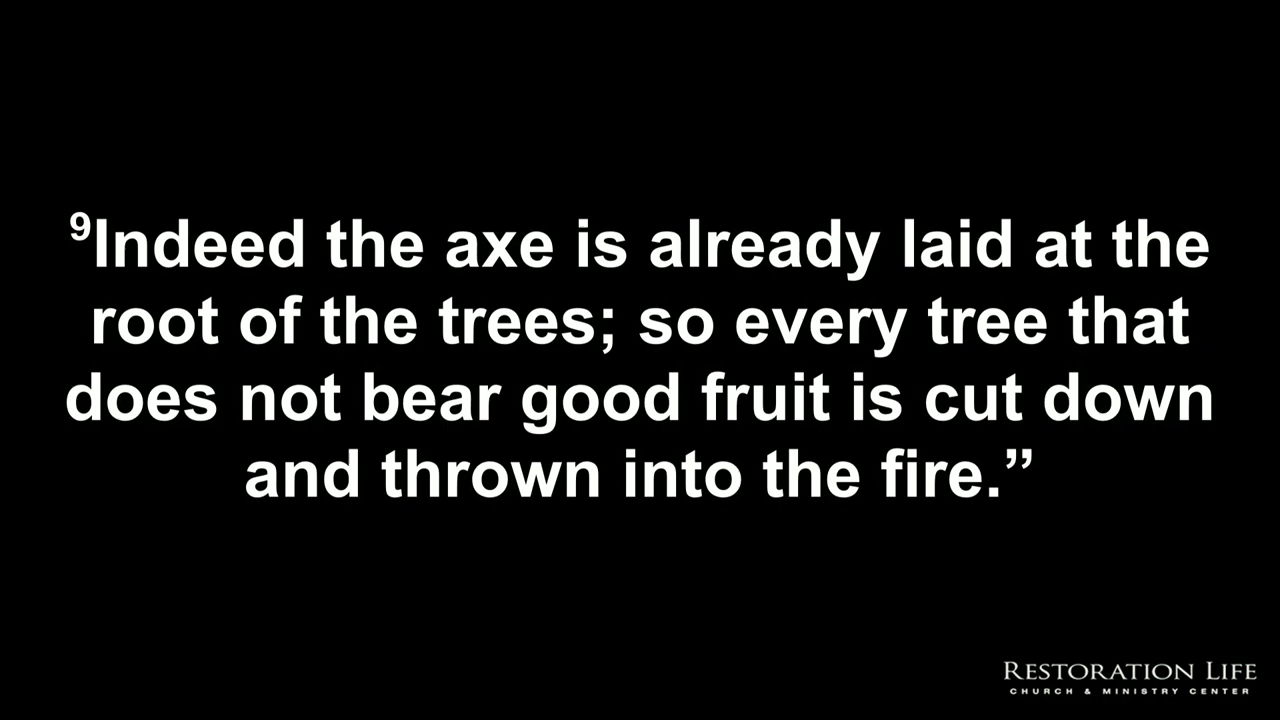 ⁹Indeed the axe is already laid at the
root of the trees; so every tree that
does not bear good fruit is cut down
and thrown into the fire.”
RESTORATION LIFE
CHURCH & MINISTRY CENTER